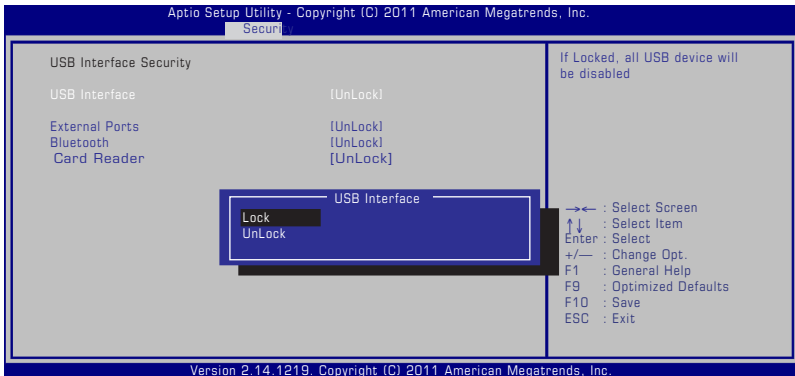 Aptio Setup Utility - Copyright (C) 2011 American Megatrends, Inc.
Security
USB Interface Security
USB Interface [UnLock]
External Ports [UnLock]
Bluetooth [UnLock]
Card Reader [UnLock]
USB Interface
Lock
UnLock
If Locked, all USB device will
be disabled
→← : Select Screen
↑↓ : Select Item
Enter : Select
+/— : Change Opt.
F1 : General Help
F9 : Optimized Defaults
F10 : Save
ESC : Exit
Version 2.14.1219. Copyright (C) 2011 American Megatrends, Inc.